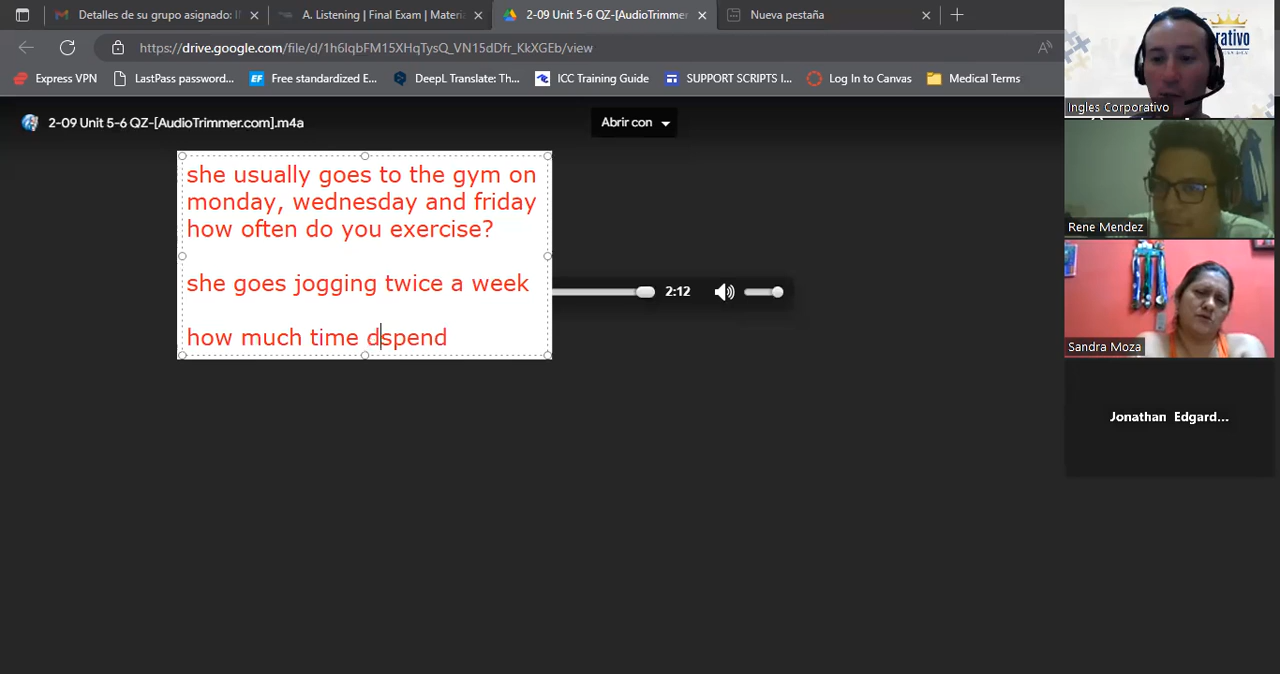 Detalles de su grupo asignado: I
A. Listening | Final Exam | Materia
2-09 Unit 5-6 QZ-[AudioTrimmer
Nueva pestaña
https://drive.google.com/file/d/1h6lqbFM15XHqTysQ_VN15dDfr_KkXGEb/view
Express VPN
LastPass password...
EF Free standardized E...
DeepL Translate: Th...
ICC Training Guide
SUPPORT SCRIPTS I...
Log In to Canvas
Medical Terms
2-09 Unit 5-6 QZ-[AudioTrimmer.com].m4a
Abrir con
she usually goes to the gym on
monday, wednesday and friday
how often do you exercise?
she goes jogging twice a week
how much time dspend
2:12
Ingles Corporativo
Rene Mendez
Sandra Moza
Jonathan Edgard...